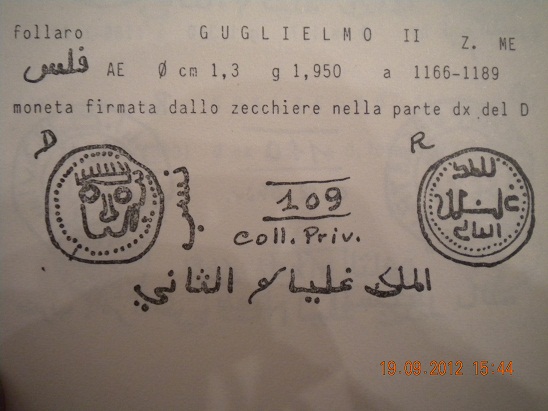 follaro GUGLIELMO II Z. ME
فلس AE Ø cm 1,3 g 1,950 a 1166-1189
moneta firmata dallo zecchiere nella parte dx del D
D R
109
Coll. Priv.
الملك غليالم الثاني
19.09.2012 15:44